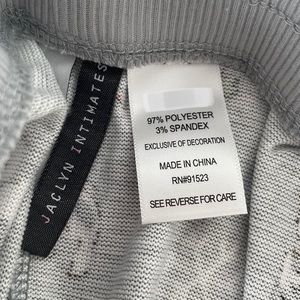 JACLYN INTIMATES
97% POLYESTER
3% SPANDEX
EXCLUSIVE OF DECORATION
MADE IN CHINA
RN#91523
SEE REVERSE FOR CARE